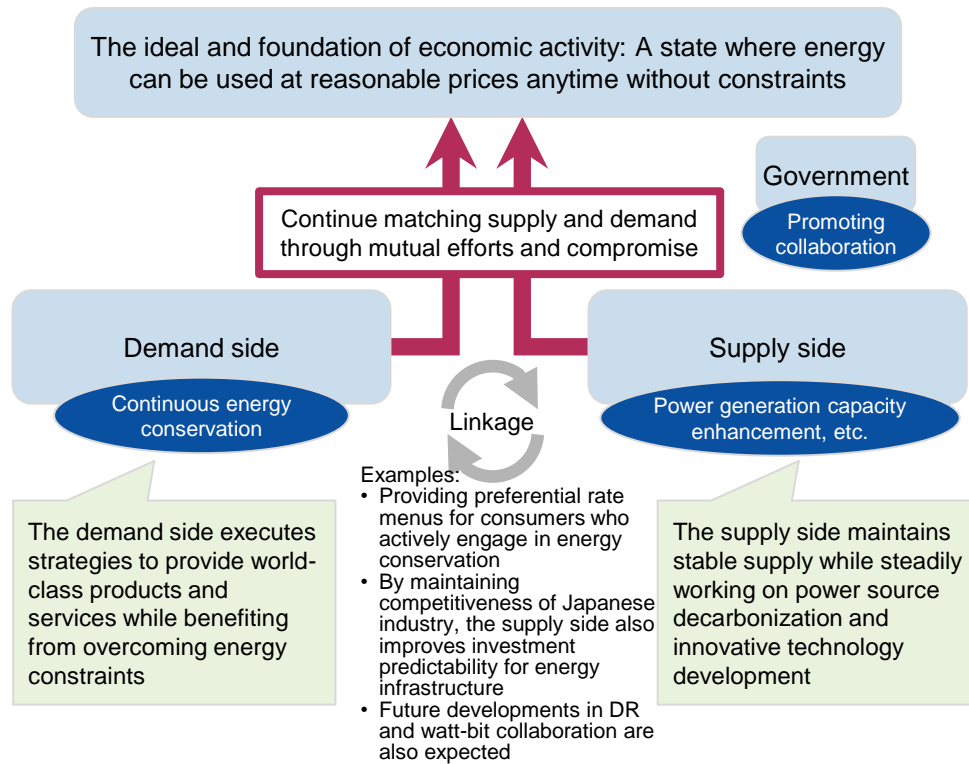 The ideal and foundation of economic activity: A state where energy
can be used at reasonable prices anytime without constraints
Government
Promoting
collaboration
Continue matching supply and demand
through mutual efforts and compromise
Demand side
Continuous energy
conservation
Supply side
Power generation capacity
enhancement, etc.
Linkage
The demand side executes
strategies to provide world-
class products and
services while benefiting
from overcoming energy
constraints
Examples:
• Providing preferential rate
menus for consumers who
actively engage in energy
conservation
• By maintaining
competitiveness of Japanese
industry, the supply side also
improves investment
predictability for energy
infrastructure
• Future developments in DR
and watt-bit collaboration are
also expected
The supply side maintains
stable supply while steadily
working on power source
decarbonization and
innovative technology
development